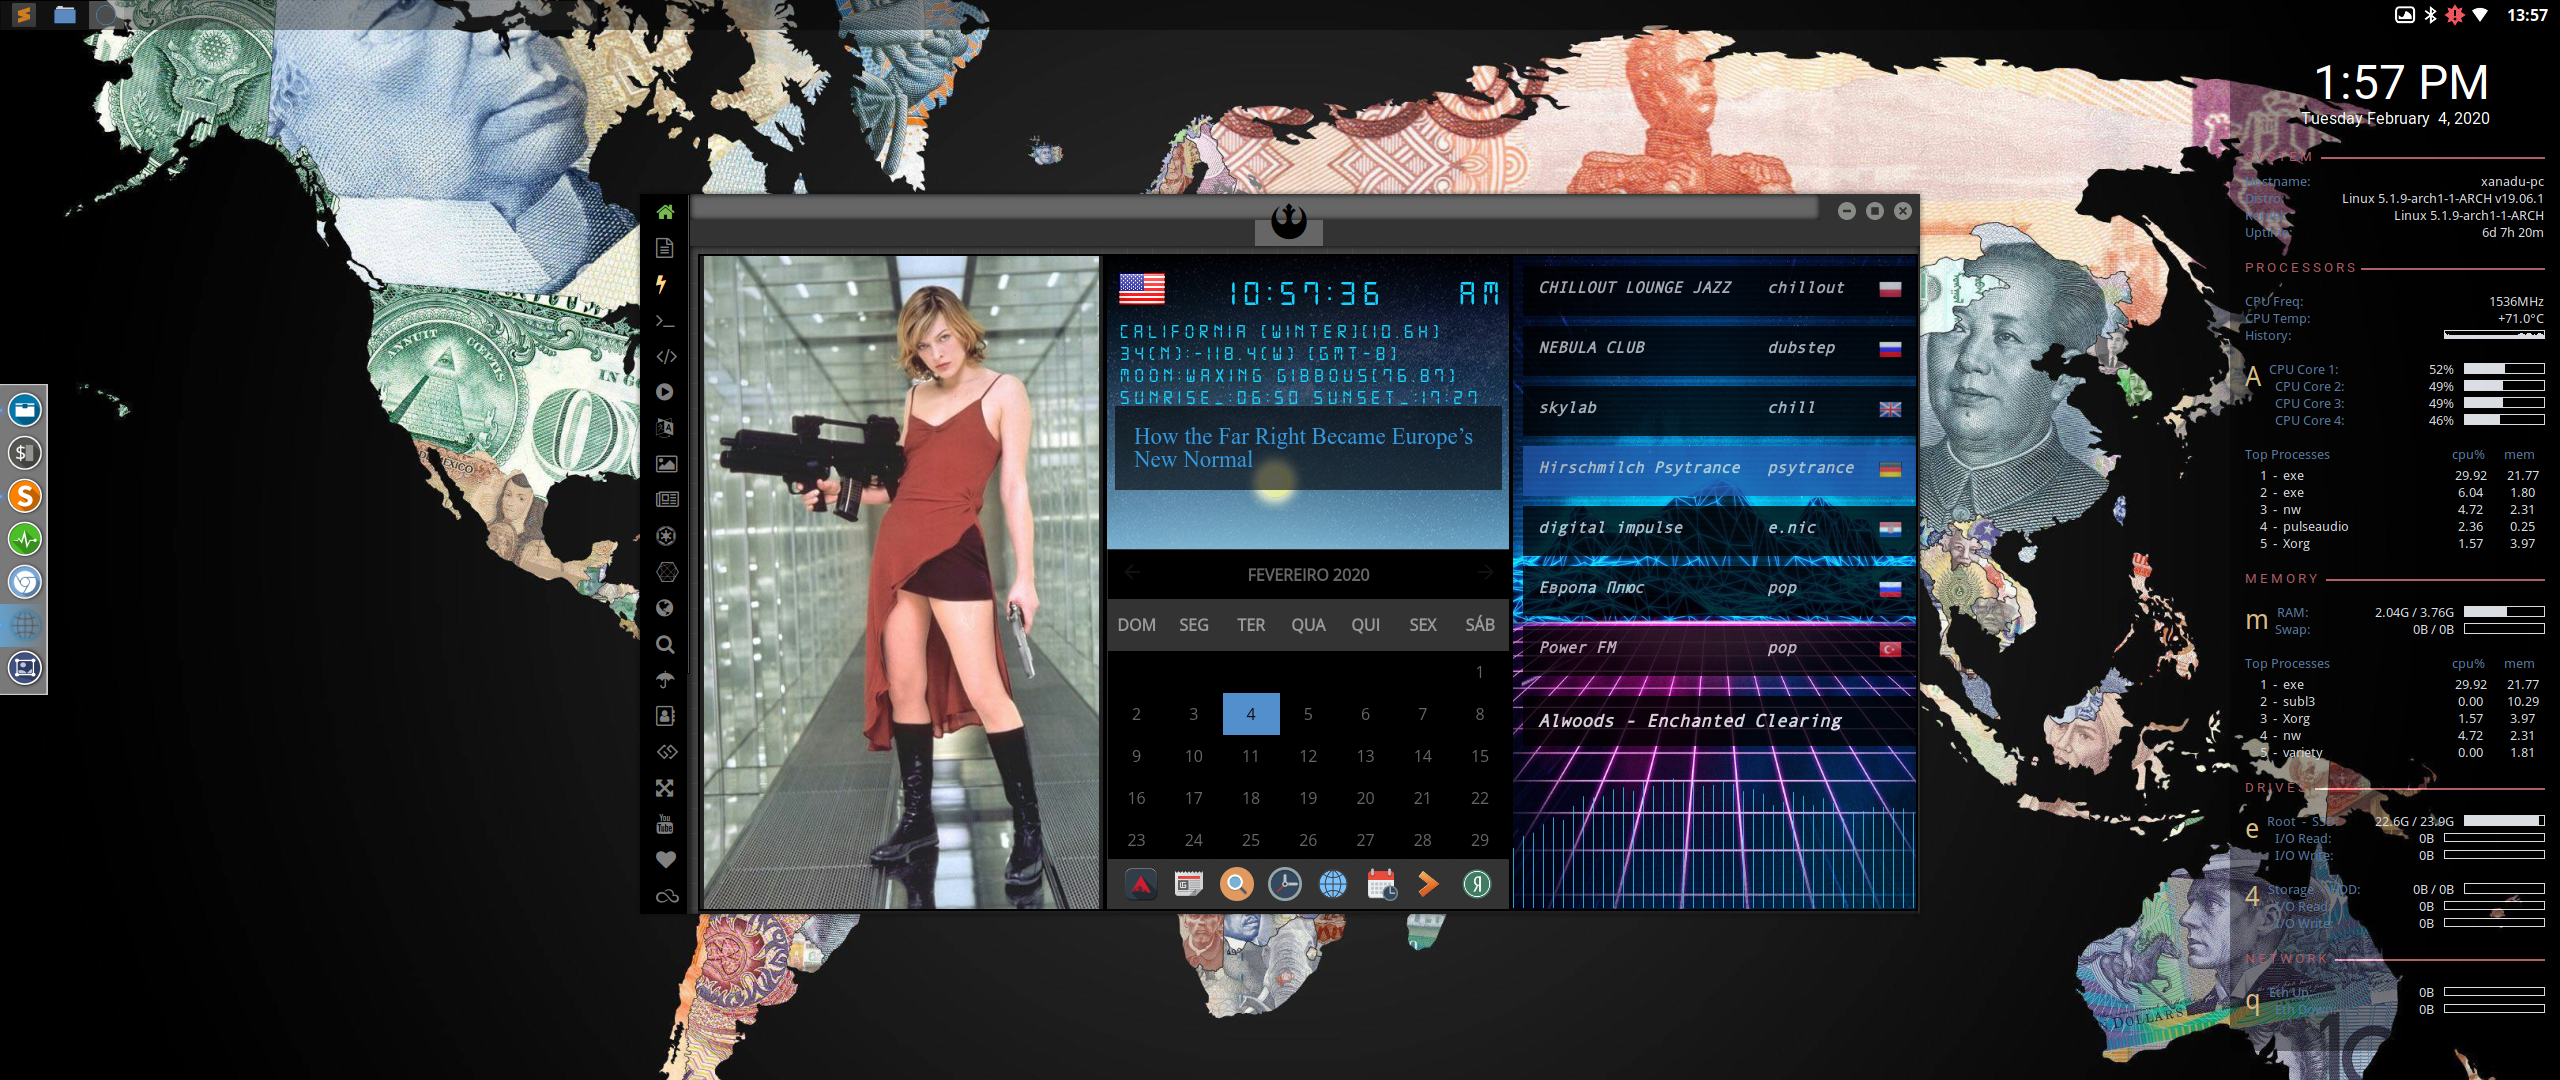 13:57
1:57 PM
Tuesday February 4, 2020
SYSTEM
Hostname: xanadu-pc
Distro: Linux 5.1.9-arch1-1-ARCH v19.06.1
Linux 5.1.9-arch1-1-ARCH
Uptime: 6d 7h 20m
PROCESSORS
CPU Freq: 1536MHz
CPU Temp: +71.0°C
History:
A CPU Core 1: 52%
CPU Core 2: 49%
CPU Core 3: 49%
CPU Core 4: 46%
Top Processes cpu% mem
1 - exe 29.92 21.77
2 - exe 6.04 1.80
3 - nw 4.72 2.31
4 - pulseaudio 2.36 0.25
5 - Xorg 1.57 3.97
MEMORY
m RAM: 2.04G / 3.76G
Swap: 0B / 0B
Top Processes cpu% mem
1 - exe 29.92 21.77
2 - subl3 0.00 10.29
3 - Xorg 1.57 3.97
4 - nw 4.72 2.31
5 - variety 0.00 1.81
DRIVES
e Root - SSD: 22.6G / 23.9G
I/O Read: 0B
I/O Write: 0B
4 Storage - HDD: 0B / 0B
I/O Read: 0B
I/O Write: 0B
NETWORK
q Eth Up: 0B
Eth Down: 0B
10:57:36 AM
CALIFORNIA [WINTER][10.6H]
34[N]:-118.4[W] [GMT-8]
MOON:WAXING GIBBOUS[76.87]
SUNRISE_:06:50 SUNSET_:17:27
How the Far Right Became Europe's
New Normal
FEVEREIRO 2020
DOM SEG TER QUA QUI SEX SÁB
1
2 3 4 5 6 7 8
9 10 11 12 13 14 15
16 17 18 19 20 21 22
23 24 25 26 27 28 29
CHILLOUT LOUNGE JAZZ chillout
NEBULA CLUB dubstep
skylab chill
Hirschmilch Psytrance psytrance
digital impulse e.nic
Европа Плюс pop
Power FM pop
Alwoods - Enchanted Clearing
You
Tube
ANNUIT CŒPTIS
IN GO
MEXICO
DOLLARS
10